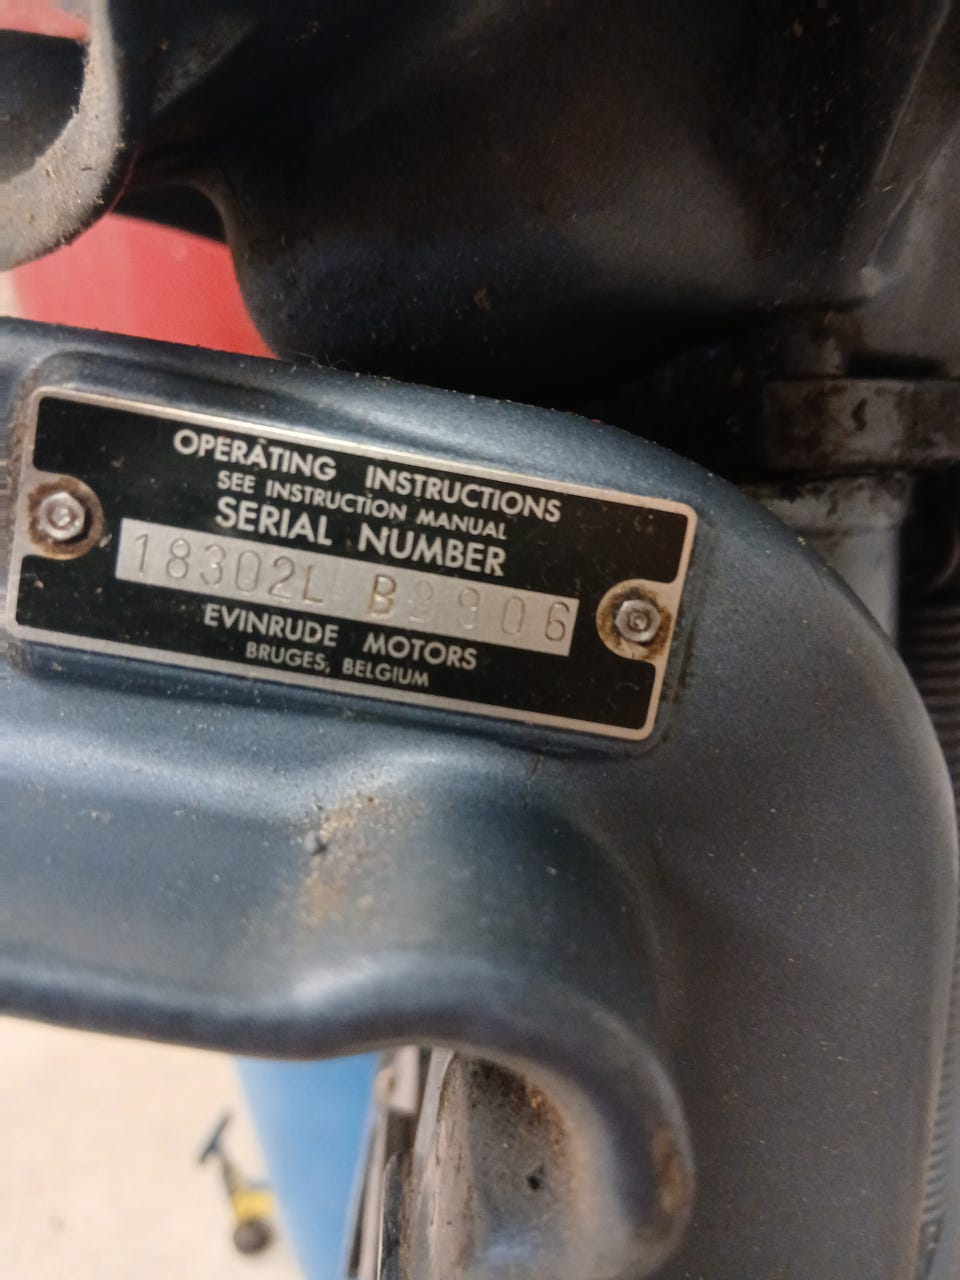 OPERATING INSTRUCTIONS
SEE INSTRUCTION MANUAL
SERIAL NUMBER
18302L
EVINRUDE MOTORS
BRUGES, BELGIUM